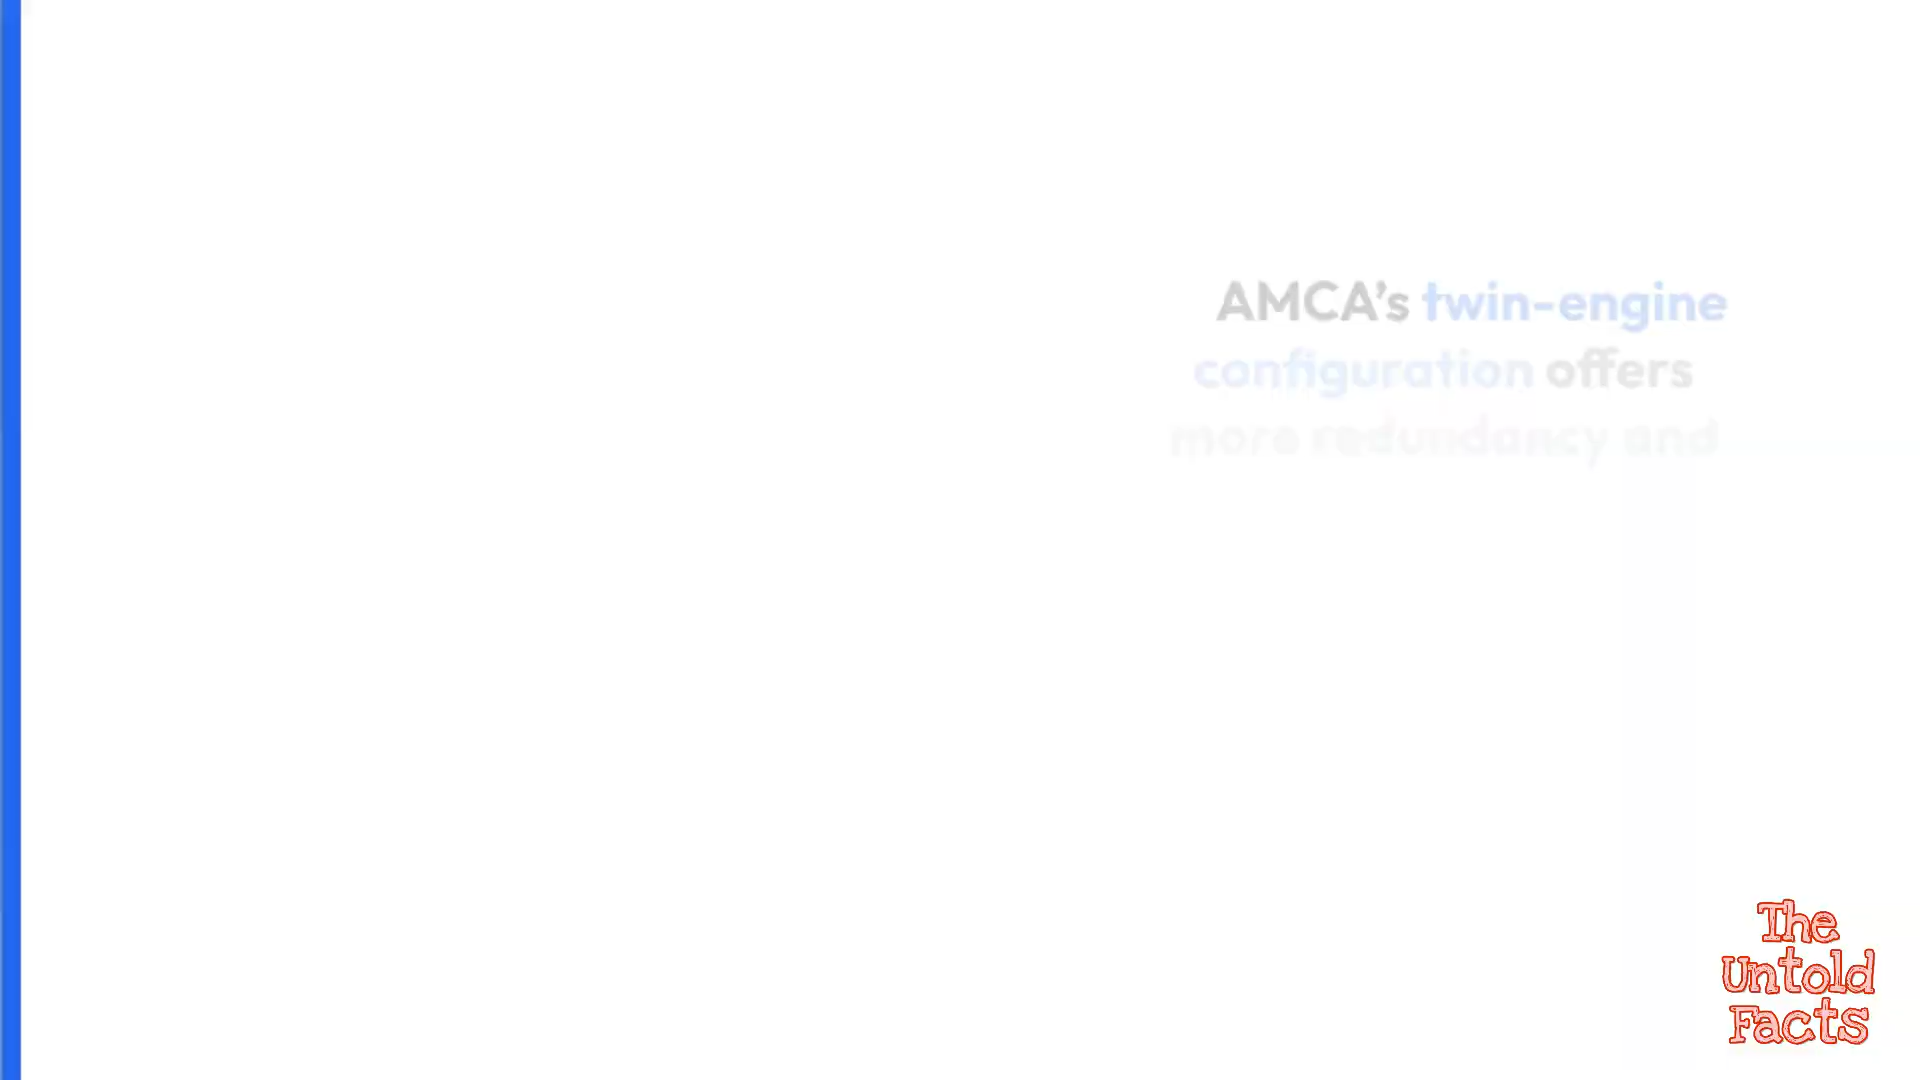 AMCA’s twin-engine
configuration offers
more redundancy and
The
Untold
Facts